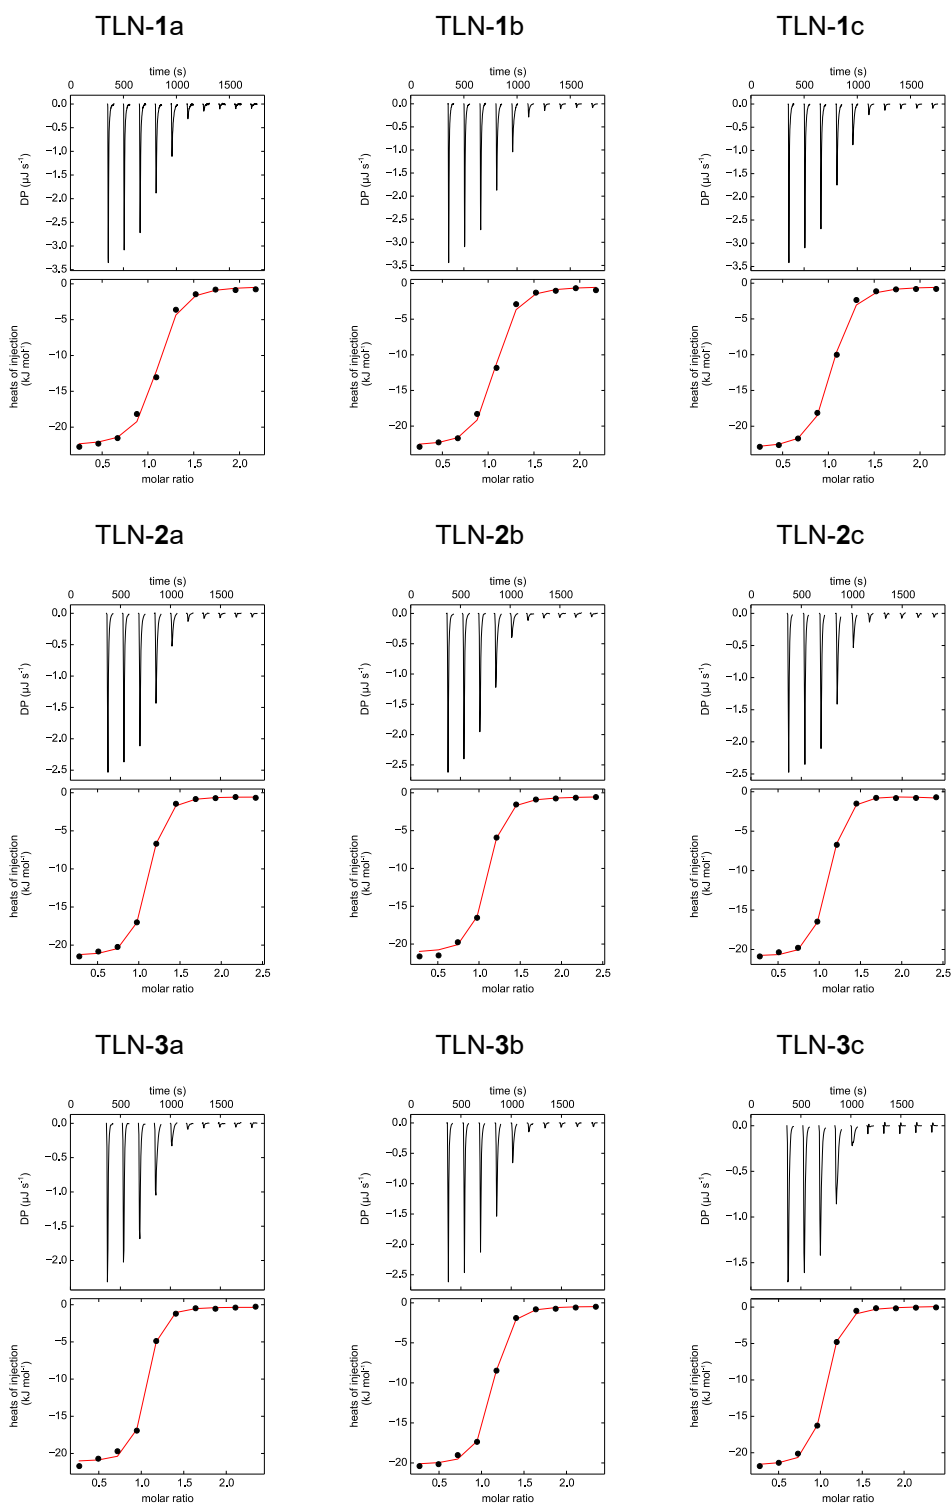 TLN-1a TLN-1b TLN-1c
time (s) time (s) time (s)
0 500 1000 1500 0 500 1000 1500 0 500 1000 1500
0.0 0.0 0.0
−0.5 −0.5 −0.5
−1.0 −1.0 −1.0
−1.5 −1.5 −1.5
−2.0 −2.0 −2.0
−2.5 −2.5 −2.5
−3.0 −3.0 −3.0
−3.5 −3.5 −3.5
DP (µJ s⁻¹) DP (µJ s⁻¹) DP (µJ s⁻¹)
0 0 0
−5 −5 −5
−10 −10 −10
−15 −15 −15
−20 −20 −20
heats of injection heats of injection heats of injection
(kJ mol⁻¹) (kJ mol⁻¹) (kJ mol⁻¹)
0.5 1.0 1.5 2.0 0.5 1.0 1.5 2.0 0.5 1.0 1.5 2.0
molar ratio molar ratio molar ratio
TLN-2a TLN-2b TLN-2c
time (s) time (s) time (s)
0 500 1000 1500 0 500 1000 1500 0 500 1000 1500
0.0 0.0 0.0
−0.5 −0.5 −0.5
−1.0 −1.0 −1.0
−1.5 −1.5 −1.5
−2.0 −2.0 −2.0
−2.5 −2.5 −2.5
DP (µJ s⁻¹) DP (µJ s⁻¹) DP (µJ s⁻¹)
0 0 0
−5 −5 −5
−10 −10 −10
−15 −15 −15
−20 −20 −20
heats of injection heats of injection heats of injection
(kJ mol⁻¹) (kJ mol⁻¹) (kJ mol⁻¹)
0.5 1.0 1.5 2.0 2.5 0.5 1.0 1.5 2.0 2.5 0.5 1.0 1.5 2.0 2.5
molar ratio molar ratio molar ratio
TLN-3a TLN-3b TLN-3c
time (s) time (s) time (s)
0 500 1000 1500 0 500 1000 1500 0 500 1000 1500
0.0 0.0 0.0
−0.5 −0.5 −0.5
−1.0 −1.0 −1.0
−1.5 −1.5 −1.5
−2.0 −2.0
−2.5
DP (µJ s⁻¹) DP (µJ s⁻¹) DP (µJ s⁻¹)
0 0 0
−5 −5 −5
−10 −10 −10
−15 −15 −15
−20 −20 −20
heats of injection heats of injection heats of injection
(kJ mol⁻¹) (kJ mol⁻¹) (kJ mol⁻¹)
0.5 1.0 1.5 2.0 0.5 1.0 1.5 2.0 0.5 1.0 1.5 2.0
molar ratio molar ratio molar ratio